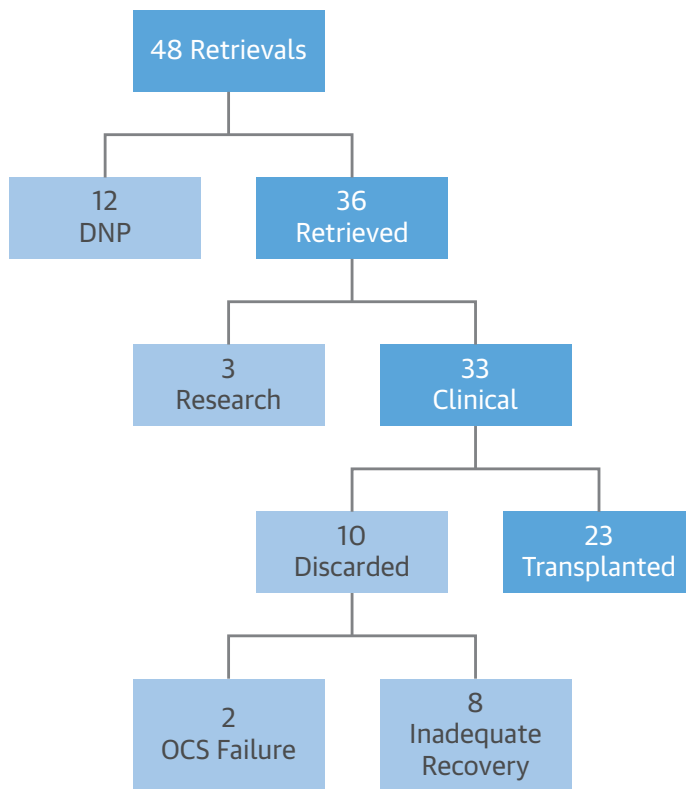 48 Retrievals
12
DNP
36
Retrieved
3
Research
33
Clinical
10
Discarded
23
Transplanted
2
OCS Failure
8
Inadequate
Recovery